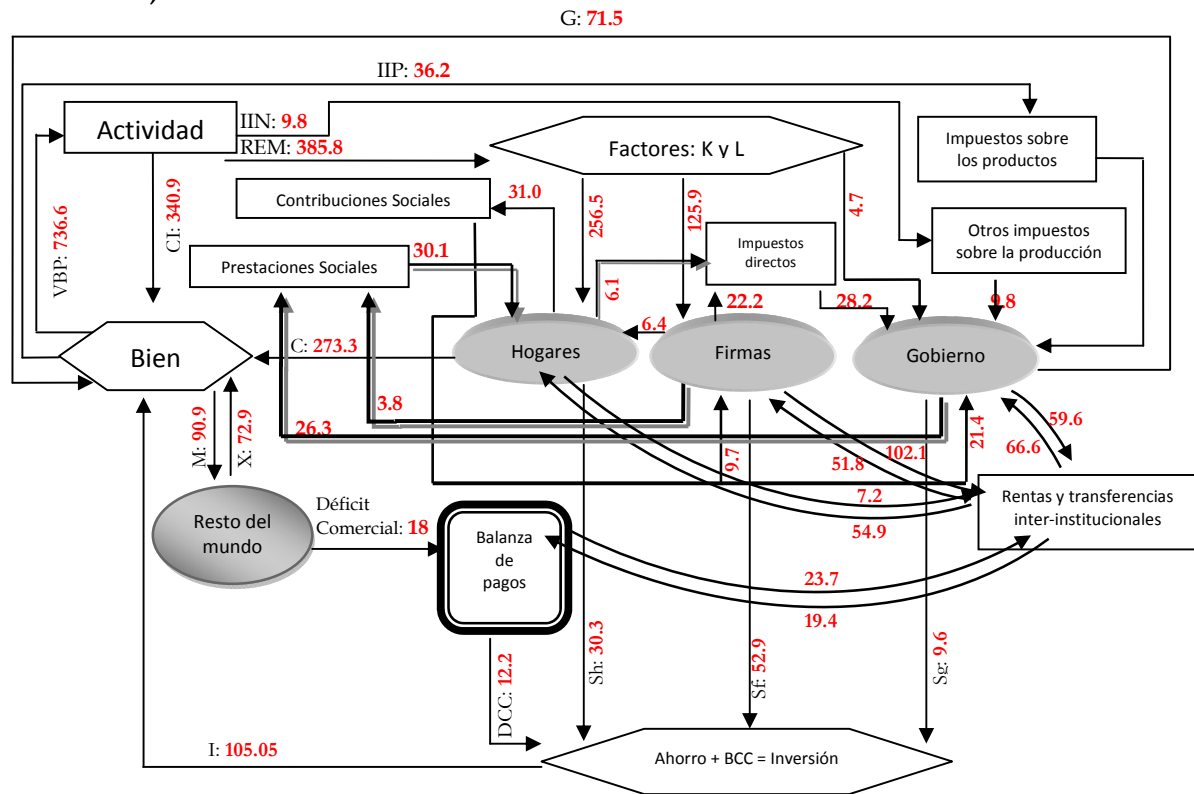 G: 71.5
IIP: 36.2
Actividad
IIN: 9.8
REM: 385.8
Factores: K y L
Impuestos sobre
los productos
Contribuciones Sociales
31.0
256.5
125.9
4.7
VBP: 736.6
CI: 340.9
Otros impuestos
sobre la producción
Impuestos
directos
Prestaciones Sociales
30.1
6.1
22.2
28.2
9.8
6.4
Bien
C: 273.3
Hogares
Firmas
Gobierno
3.8
26.3
M: 90.9
X: 72.9
9.7
51.8
102.1
21.4
59.6
66.6
7.2
54.9
Rentas y transferencias
inter-institucionales
Resto del
mundo
Déficit
Comercial: 18
Balanza
de
pagos
23.7
19.4
DCC: 12.2
Sh: 30.3
Sf: 52.9
Sg: 9.6
I: 105.05
Ahorro + BCC = Inversión